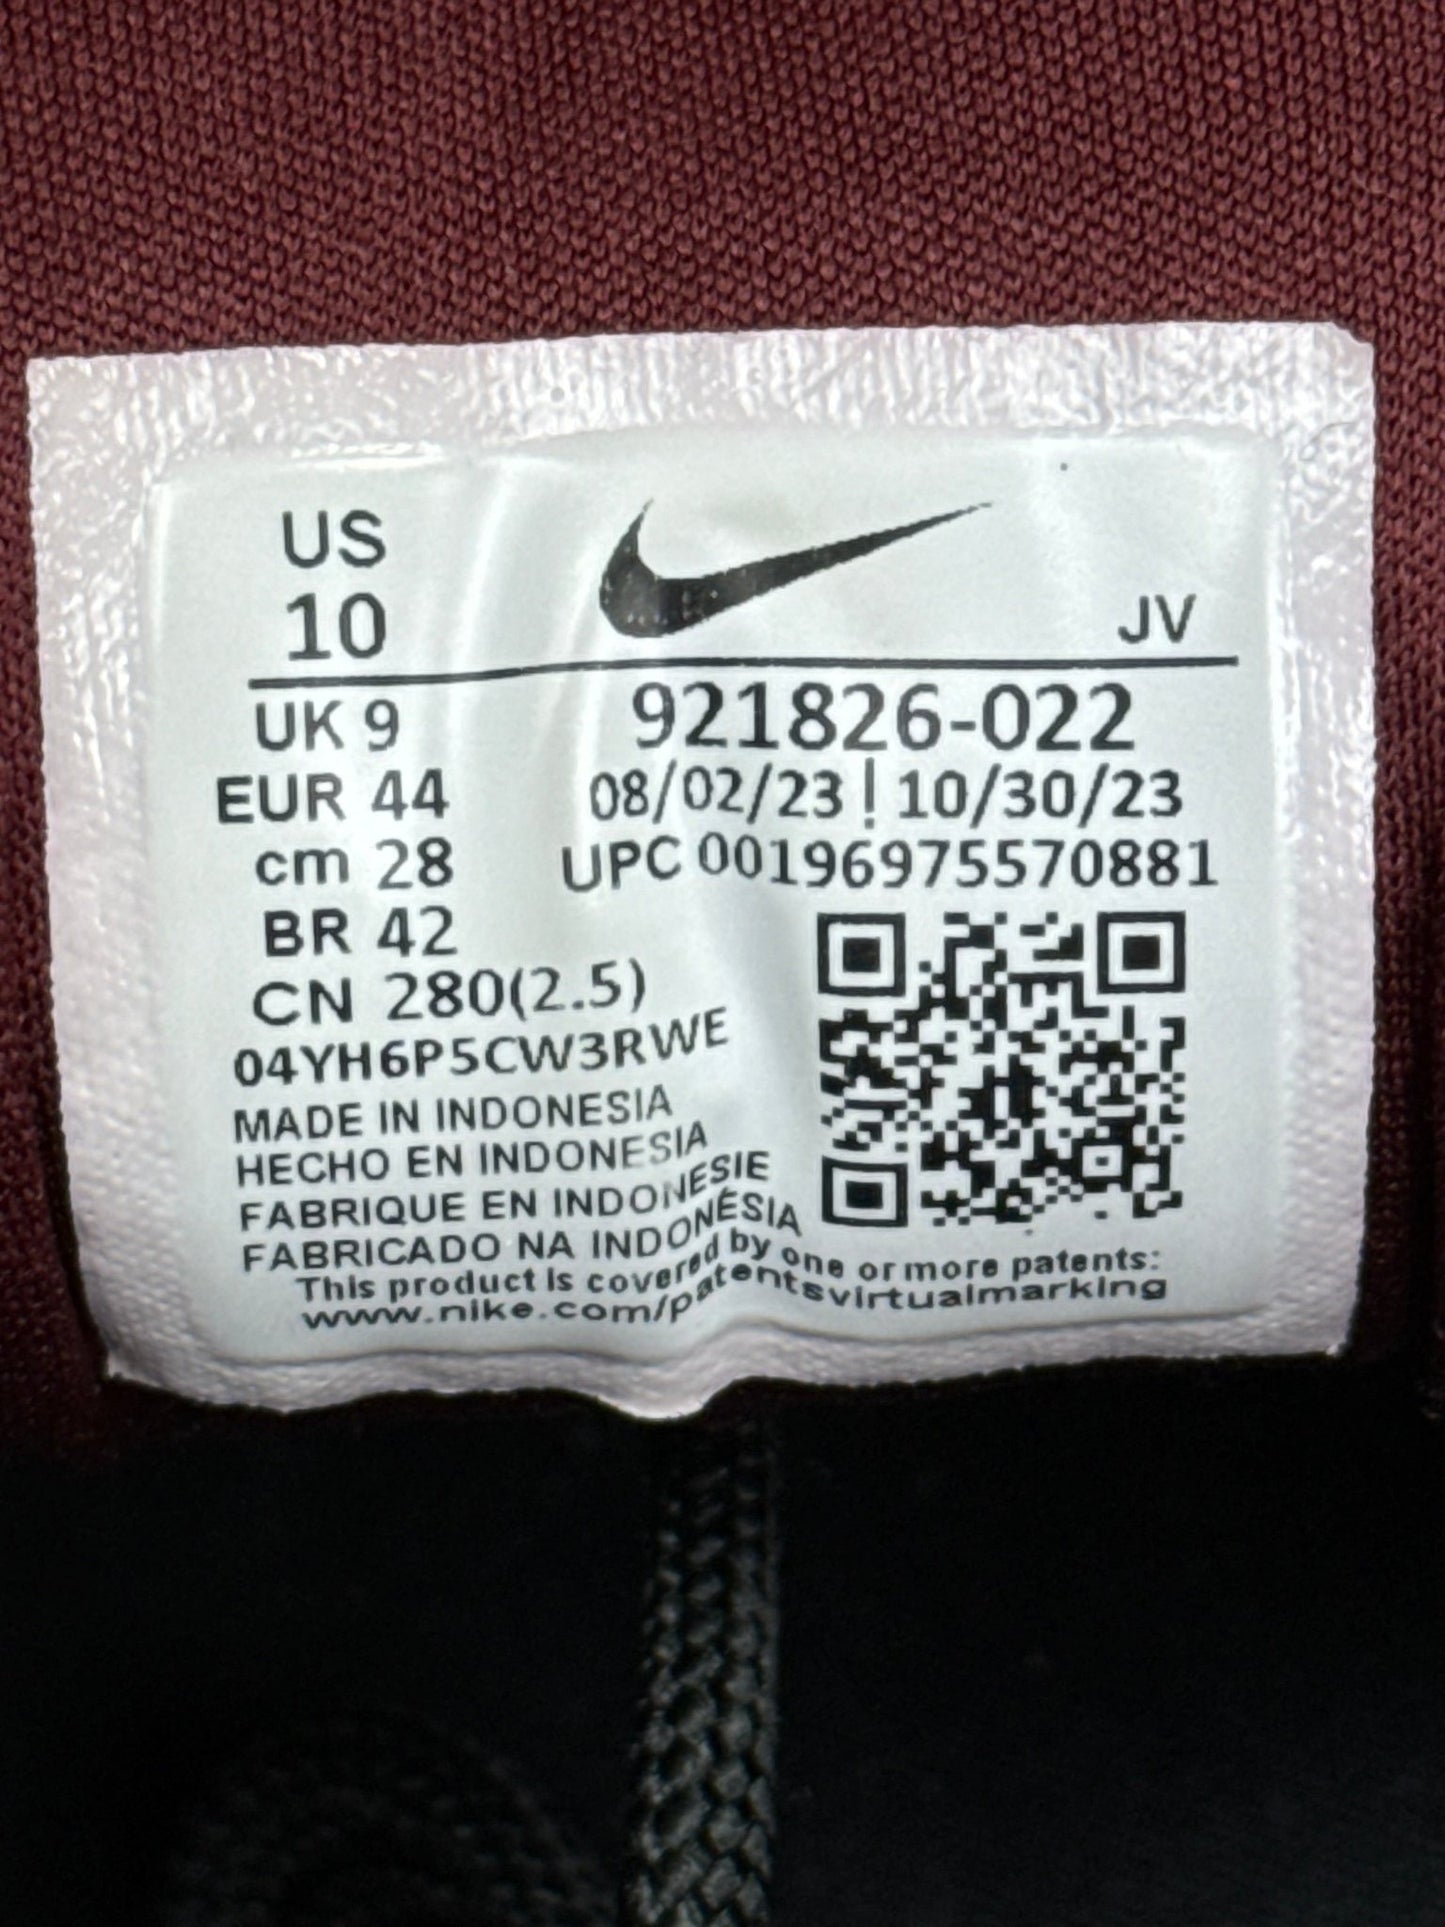 US
10
JV
UK 9
921826-022
EUR 44
08/02/23 | 10/30/23
cm 28
UPC 00196975570881
BR 42
CN 280(2.5)
04YH6P5CW3RWE
MADE IN INDONESIA
HECHO EN INDONESIA
FABRIQUE EN INDONESIE
FABRICADO NA INDONÉSIA
This product is covered by one or more patents:
www.nike.com/patentsvirtualmarking